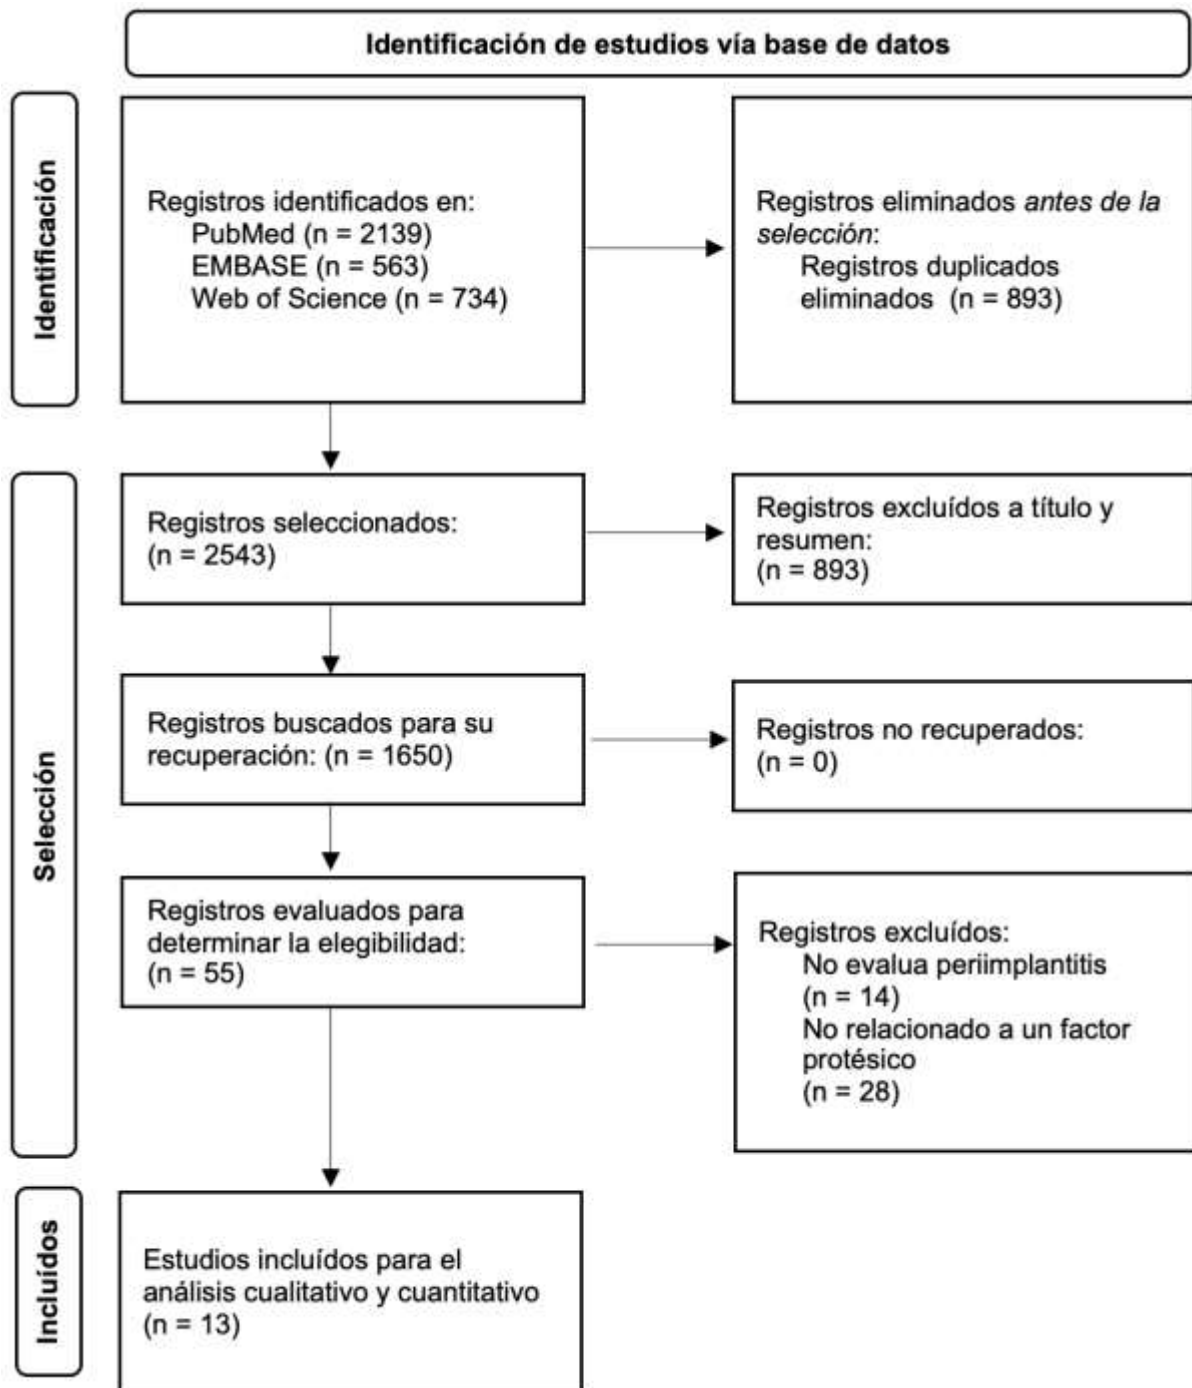 Identificación de estudios vía base de datos
Identificación
Registros identificados en:
PubMed (n = 2139)
EMBASE (n = 563)
Web of Science (n = 734)
Registros eliminados antes de la
selección:
Registros duplicados
eliminados (n = 893)
Selección
Registros seleccionados:
(n = 2543)
Registros excluídos a título y
resumen:
(n = 893)
Registros buscados para su
recuperación: (n = 1650)
Registros no recuperados:
(n = 0)
Registros evaluados para
determinar la elegibilidad:
(n = 55)
Registros excluídos:
No evalua periimplantitis
(n = 14)
No relacionado a un factor
protésico
(n = 28)
Incluídos
Estudios incluídos para el
análisis cualitativo y cuantitativo
(n = 13)